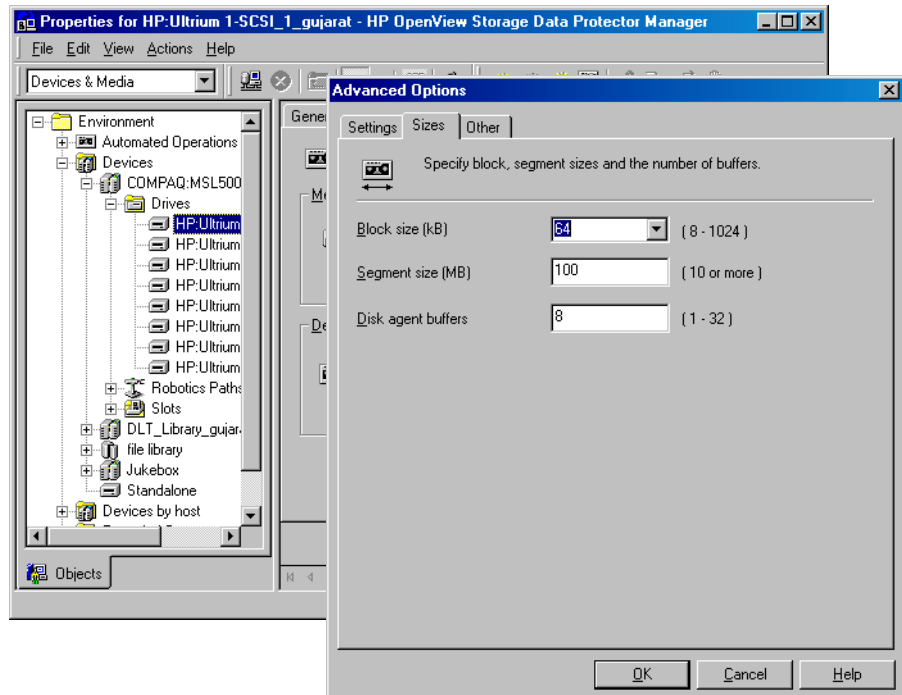 Properties for HP:Ultrium 1-SCSI_1_gujarat - HP OpenView Storage Data Protector Manager
File Edit View Actions Help
Devices & Media
Environment
Automated Operations
Devices
COMPAQ:MSL500
Drives
HP:Ultrium
HP:Ultrium
HP:Ultrium
HP:Ultrium
HP:Ultrium
HP:Ultrium
HP:Ultrium
HP:Ultrium
Robotics Paths
Slots
DLT_Library_gujar
file library
Jukebox
Standalone
Devices by host
Objects
Gene
Me
De
Advanced Options
Settings Sizes Other
Specify block, segment sizes and the number of buffers.
Block size (kB) 64 ( 8 - 1024 )
Segment size (MB) 100 ( 10 or more )
Disk agent buffers 8 ( 1 - 32 )
OK Cancel Help